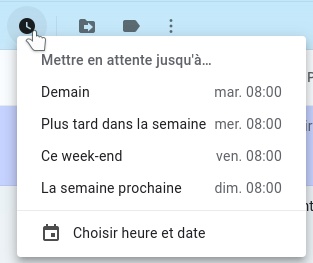 Mettre en attente jusqu'à…
Demain mar. 08:00
Plus tard dans la semaine mer. 08:00
Ce week-end ven. 08:00
La semaine prochaine dim. 08:00
Choisir heure et date